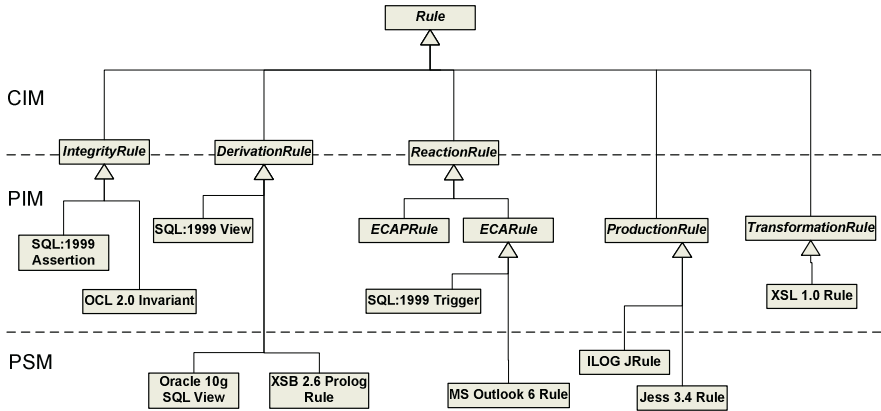 Rule
CIM
IntegrityRule
DerivationRule
ReactionRule
PIM
SQL:1999 View
ECAPRule
ECARule
ProductionRule
TransformationRule
SQL:1999
Assertion
OCL 2.0 Invariant
SQL:1999 Trigger
XSL 1.0 Rule
PSM
ILOG JRule
Oracle 10g
SQL View
XSB 2.6 Prolog
Rule
MS Outlook 6 Rule
Jess 3.4 Rule